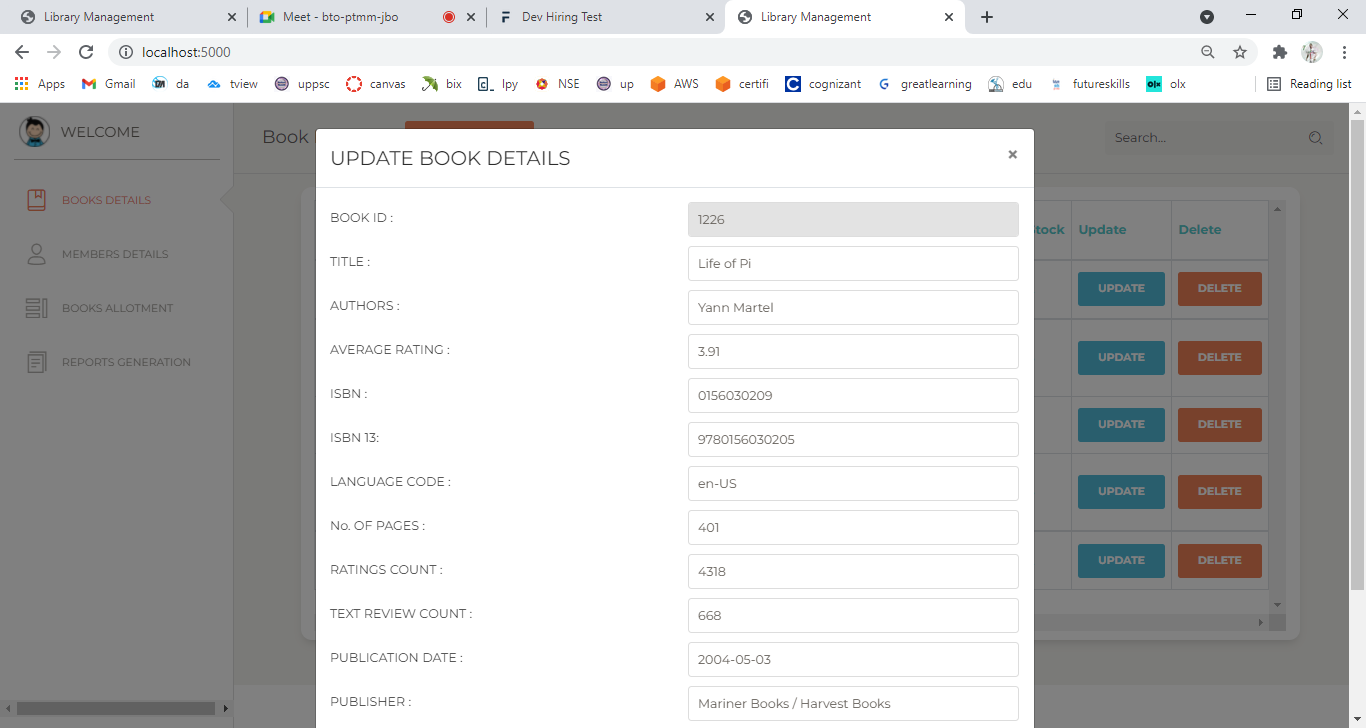 Library Management
Meet - bto-ptmm-jbo
Dev Hiring Test
Library Management
localhost:5000
Apps
Gmail
da
tview
uppsc
canvas
bix
lpy
NSE
up
AWS
certifi
cognizant
greatlearning
edu
futureskills
olx
Reading list
WELCOME
Book
Search...
UPDATE BOOK DETAILS
×
BOOKS DETAILS
MEMBERS DETAILS
BOOKS ALLOTMENT
REPORTS GENERATION
BOOK ID : 1226
TITLE : Life of Pi
AUTHORS : Yann Martel
AVERAGE RATING : 3.91
ISBN : 0156030209
ISBN 13: 9780156030205
LANGUAGE CODE : en-US
No. OF PAGES : 401
RATINGS COUNT : 4318
TEXT REVIEW COUNT : 668
PUBLICATION DATE : 2004-05-03
PUBLISHER : Mariner Books / Harvest Books
tock Update Delete
UPDATE DELETE
UPDATE DELETE
UPDATE DELETE
UPDATE DELETE
UPDATE DELETE